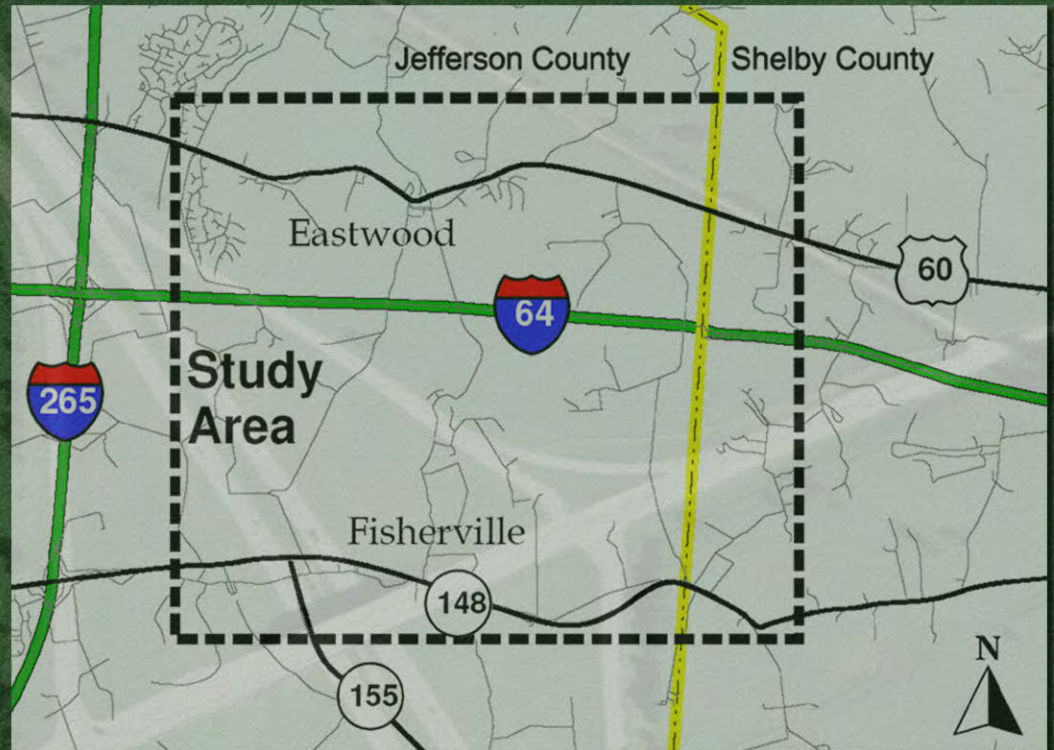 Jefferson County
Shelby County
Eastwood
60
64
Study
Area
265
Fisherville
148
N
155